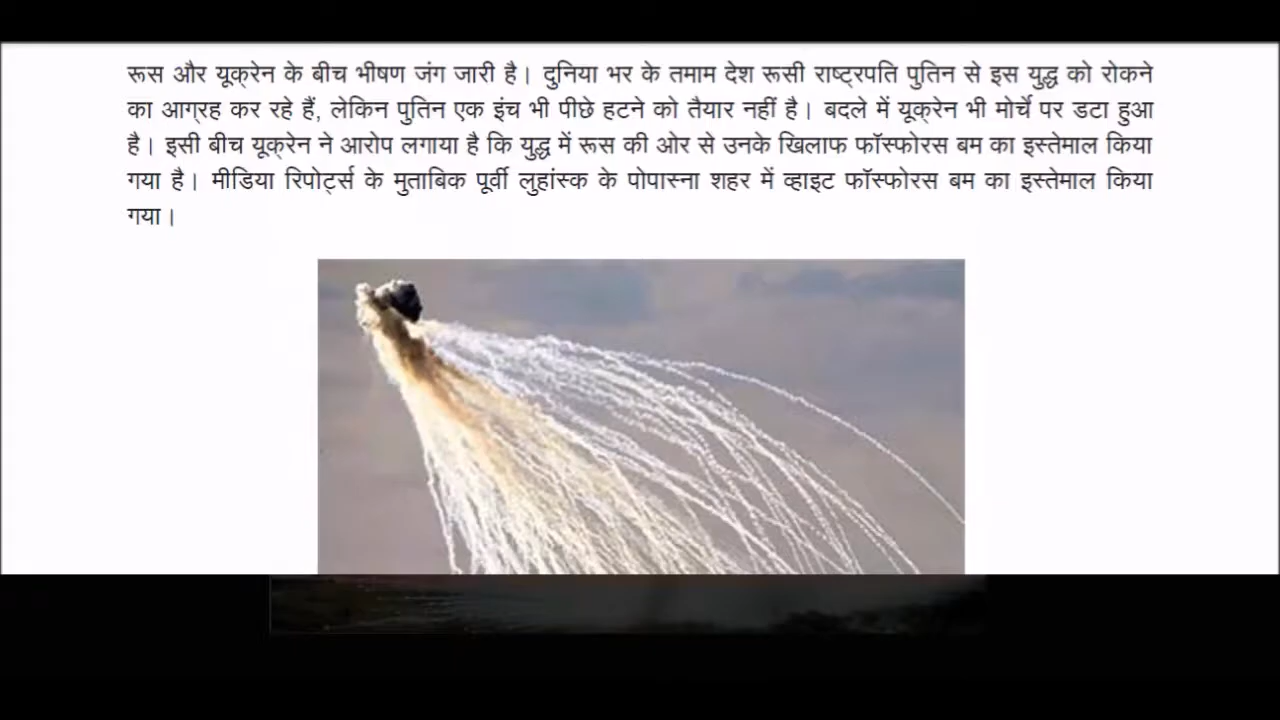 रूस और यूक्रेन के बीच भीषण जंग जारी है। दुनिया भर के तमाम देश रूसी राष्ट्रपति पुतिन से इस युद्ध को रोकने
का आग्रह कर रहे हैं, लेकिन पुतिन एक इंच भी पीछे हटने को तैयार नहीं है। बदले में यूक्रेन भी मोर्चे पर डटा हुआ
है। इसी बीच यूक्रेन ने आरोप लगाया है कि युद्ध में रूस की ओर से उनके खिलाफ फॉस्फोरस बम का इस्तेमाल किया
गया है। मीडिया रिपोर्ट्स के मुताबिक पूर्वी लुहांस्क के पोपास्ना शहर में व्हाइट फॉस्फोरस बम का इस्तेमाल किया
गया।